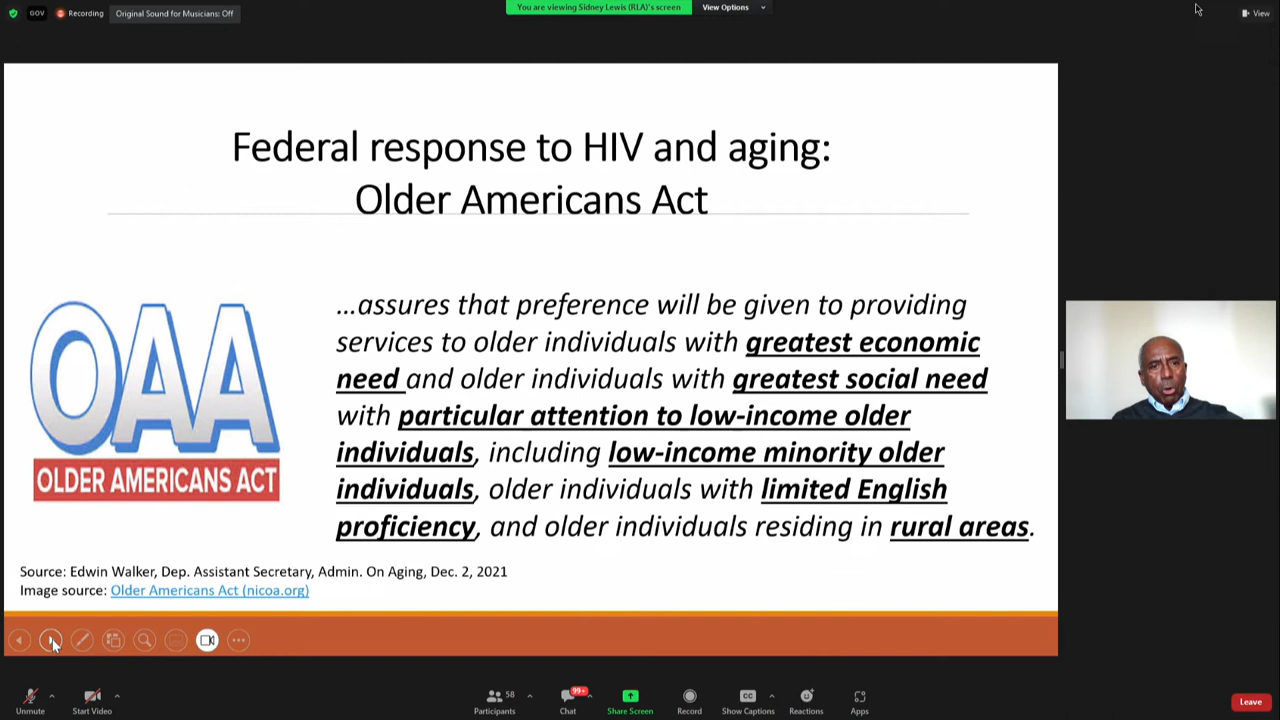 GOV
Recording
Original Sound for Musicians: Off
You are viewing Sidney Lewis (RLA)'s screen
View Options
View
Federal response to HIV and aging:
Older Americans Act
...assures that preference will be given to providing
services to older individuals with greatest economic
need and older individuals with greatest social need
with particular attention to low-income older
individuals, including low-income minority older
individuals, older individuals with limited English
proficiency, and older individuals residing in rural areas.
OAA
OLDER AMERICANS ACT
Source: Edwin Walker, Dep. Assistant Secretary, Admin. On Aging, Dec. 2, 2021
Image source: Older Americans Act (nicoa.org)
Unmute
Start Video
58
Participants
99+
Chat
Share Screen
Record
CC
Show Captions
Reactions
Apps
Leave